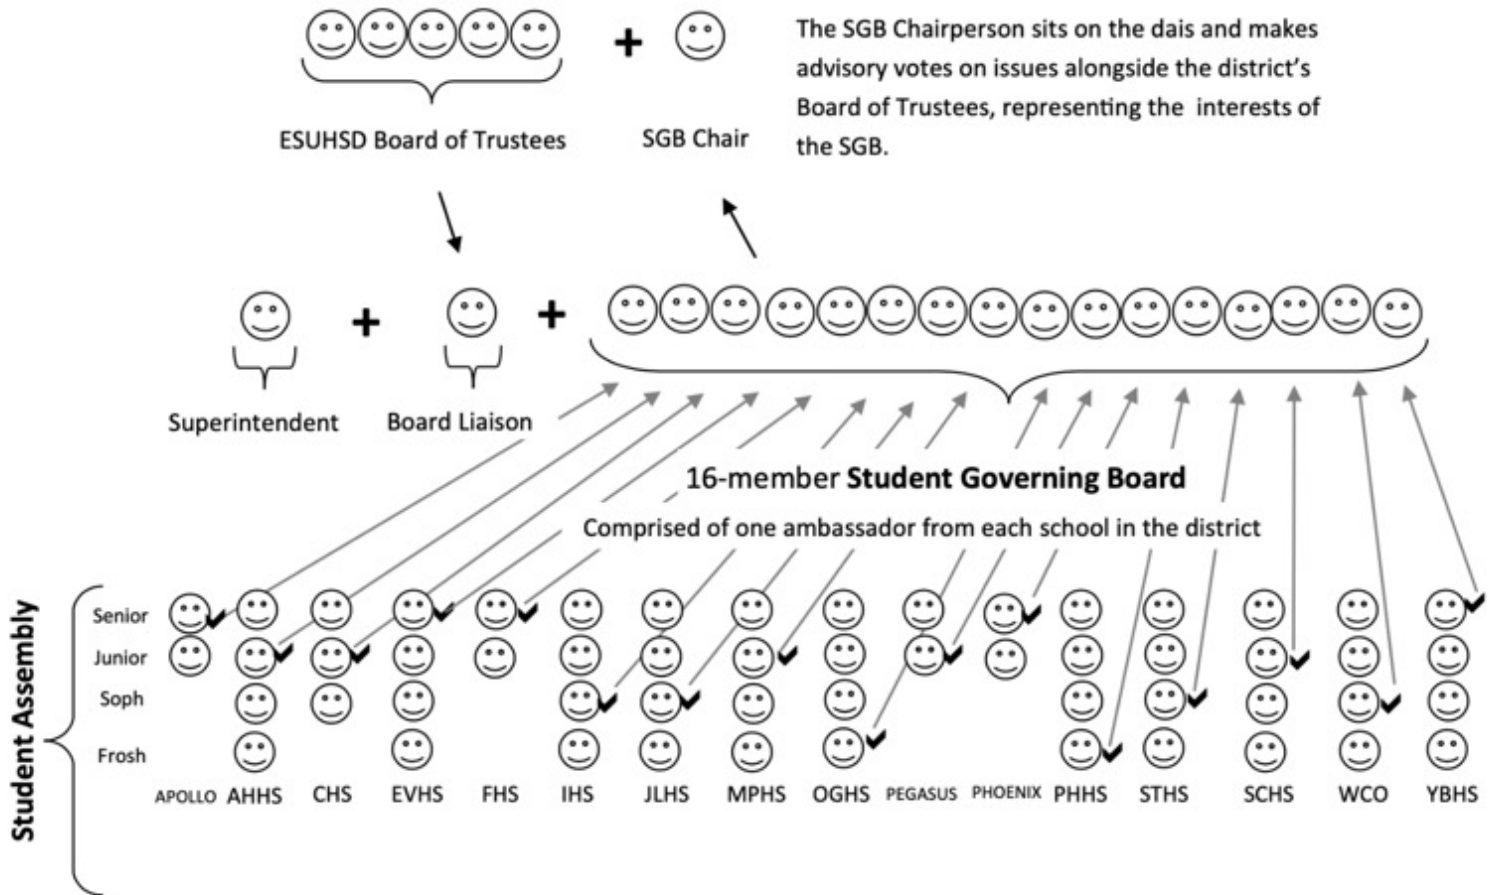 The SGB Chairperson sits on the dais and makes
advisory votes on issues alongside the district's
Board of Trustees, representing the interests of
the SGB.
ESUHSD Board of Trustees
SGB Chair
Superintendent
Board Liaison
16-member Student Governing Board
Comprised of one ambassador from each school in the district
Student Assembly
Senior
Junior
Soph
Frosh
APOLLO AHHS CHS EVHS FHS IHS JLHS MPHS OGHS PEGASUS PHOENIX PHHS STHS SCHS WCO YBHS